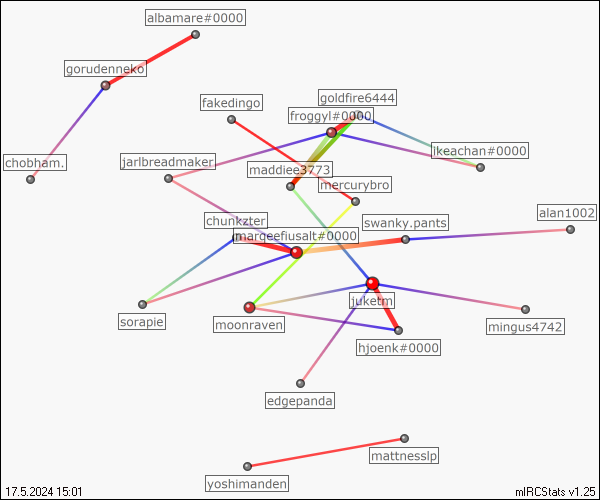 albamare#0000
gorudenneko
goldfire6444
fakedingo
froggyl#0000
ikeachan#0000
chobham.
jarlbreadmaker
maddiee3773
mercurybro
alan1002
chunkzter
swanky.pants
margeefiusalt#0000
juketm
sorapie
moonraven
mingus4742
hjoenk#0000
edgepanda
mattnesslp
yoshimanden
17.5.2024 15:01
mIRCStats v1.25